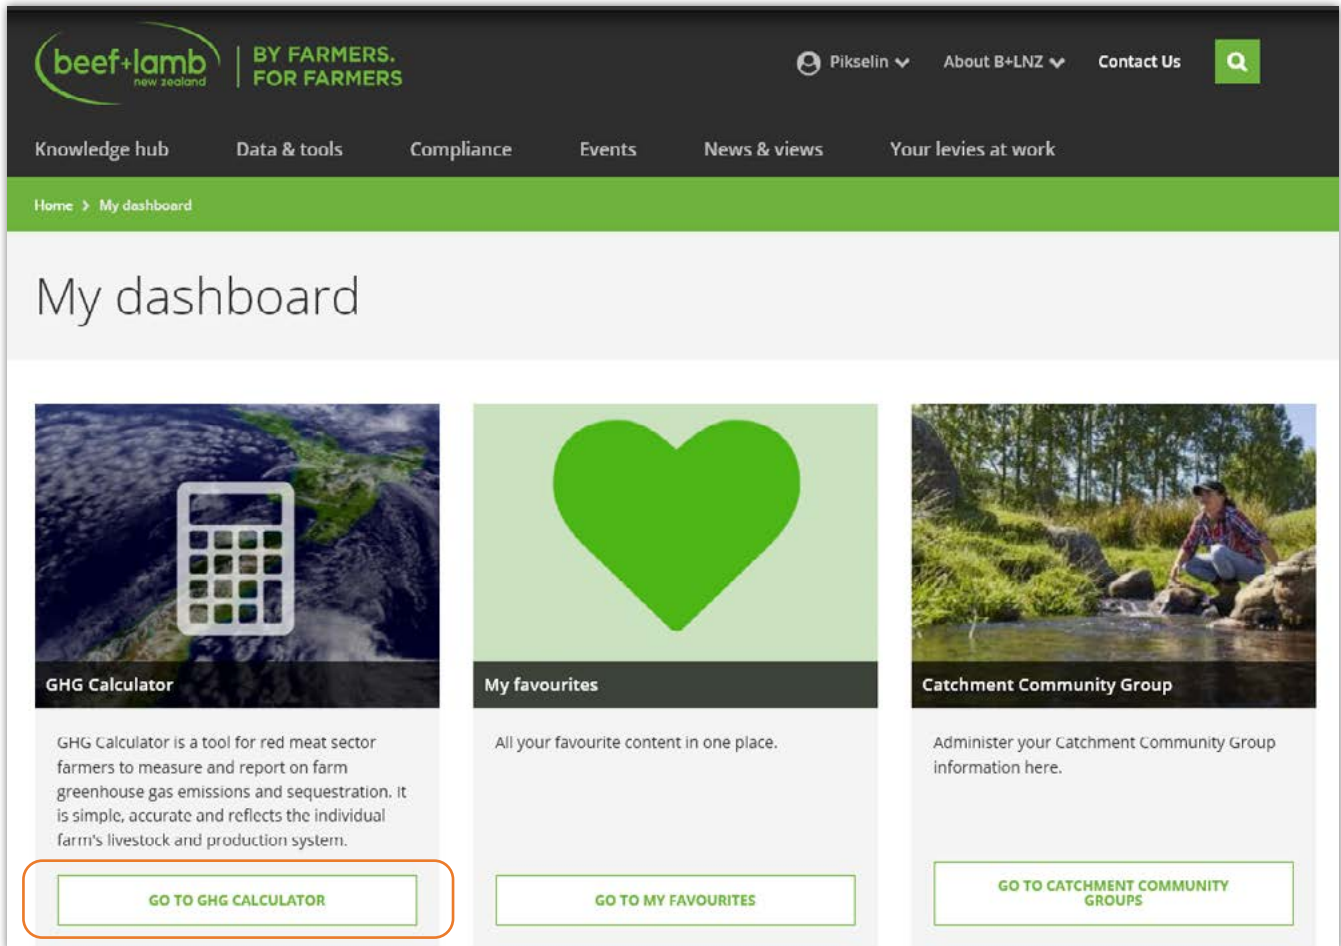 beef+lamb
new zealand
BY FARMERS.
FOR FARMERS
Pikselin
About B+LNZ
Contact Us
Knowledge hub
Data & tools
Compliance
Events
News & views
Your levies at work
Home > My dashboard
My dashboard
GHG Calculator
GHG Calculator is a tool for red meat sector
farmers to measure and report on farm
greenhouse gas emissions and sequestration. It
is simple, accurate and reflects the individual
farm's livestock and production system.
GO TO GHG CALCULATOR
My favourites
All your favourite content in one place.
GO TO MY FAVOURITES
Catchment Community Group
Administer your Catchment Community Group
information here.
GO TO CATCHMENT COMMUNITY
GROUPS